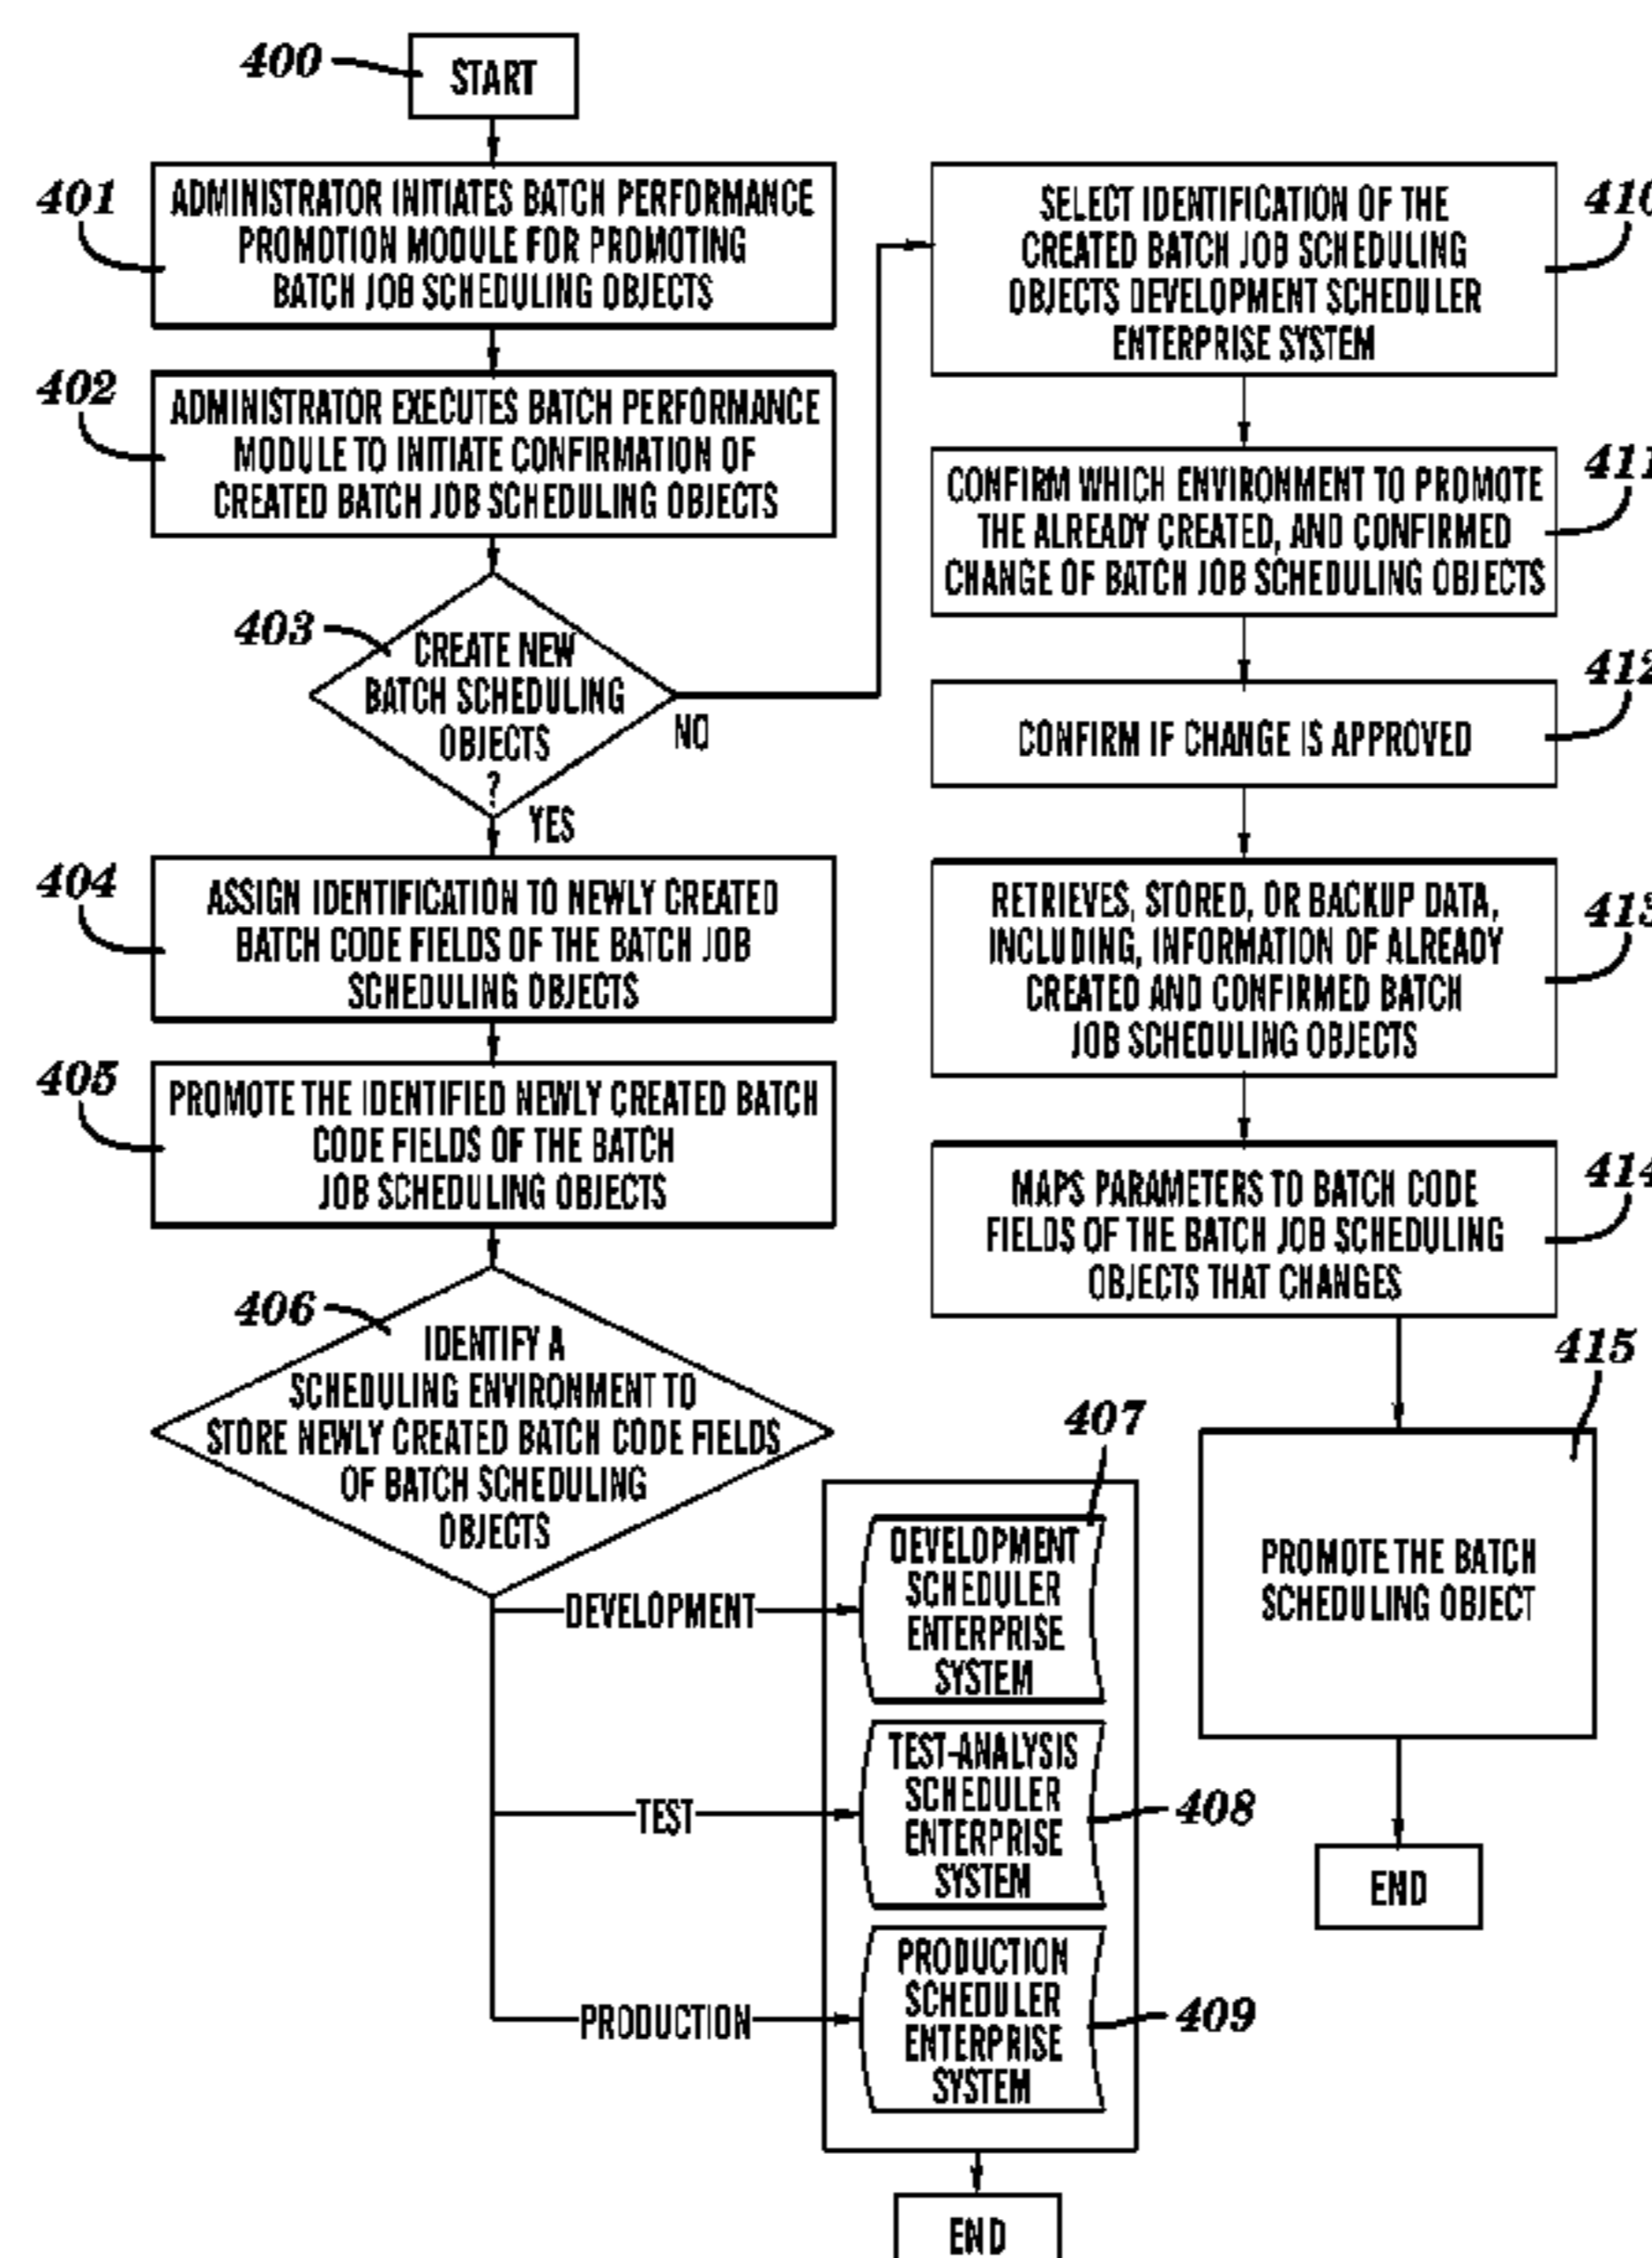 400
START
401
ADMINISTRATOR INITIATES BATCH PERFORMANCE
PROMOTION MODULE FOR PROMOTING
BATCH JOB SCHEDULING OBJECTS
402
ADMINISTRATOR EXECUTES BATCH PERFORMANCE
MODULE TO INITIATE CONFIRMATION OF
CREATED BATCH JOB SCHEDULING OBJECTS
403
CREATE NEW
BATCH SCHEDULING
OBJECTS
?
NO
YES
404
ASSIGN IDENTIFICATION TO NEWLY CREATED
BATCH CODE FIELDS OF THE BATCH JOB
SCHEDULING OBJECTS
405
PROMOTE THE IDENTIFIED NEWLY CREATED BATCH
CODE FIELDS OF THE BATCH
JOB SCHEDULING OBJECTS
406
IDENTIFY A
SCHEDULING ENVIRONMENT TO
STORE NEWLY CREATED BATCH CODE FIELDS
OF BATCH SCHEDULING
OBJECTS
DEVELOPMENT
TEST
PRODUCTION
407
DEVELOPMENT
SCHEDULER
ENTERPRISE
SYSTEM
TEST-ANALYSIS
SCHEDULER
ENTERPRISE
SYSTEM
408
PRODUCTION
SCHEDULER
ENTERPRISE
SYSTEM
409
END
SELECT IDENTIFICATION OF THE
CREATED BATCH JOB SCHEDULING
OBJECTS DEVELOPMENT SCHEDULER
ENTERPRISE SYSTEM
410
CONFIRM WHICH ENVIRONMENT TO PROMOTE
THE ALREADY CREATED, AND CONFIRMED
CHANGE OF BATCH JOB SCHEDULING OBJECTS
411
CONFIRM IF CHANGE IS APPROVED
412
RETRIEVES, STORED, OR BACKUP DATA,
INCLUDING, INFORMATION OF ALREADY
CREATED AND CONFIRMED BATCH
JOB SCHEDULING OBJECTS
413
MAPS PARAMETERS TO BATCH CODE
FIELDS OF THE BATCH JOB SCHEDULING
OBJECTS THAT CHANGES
414
415
PROMOTE THE BATCH
SCHEDULING OBJECT
END